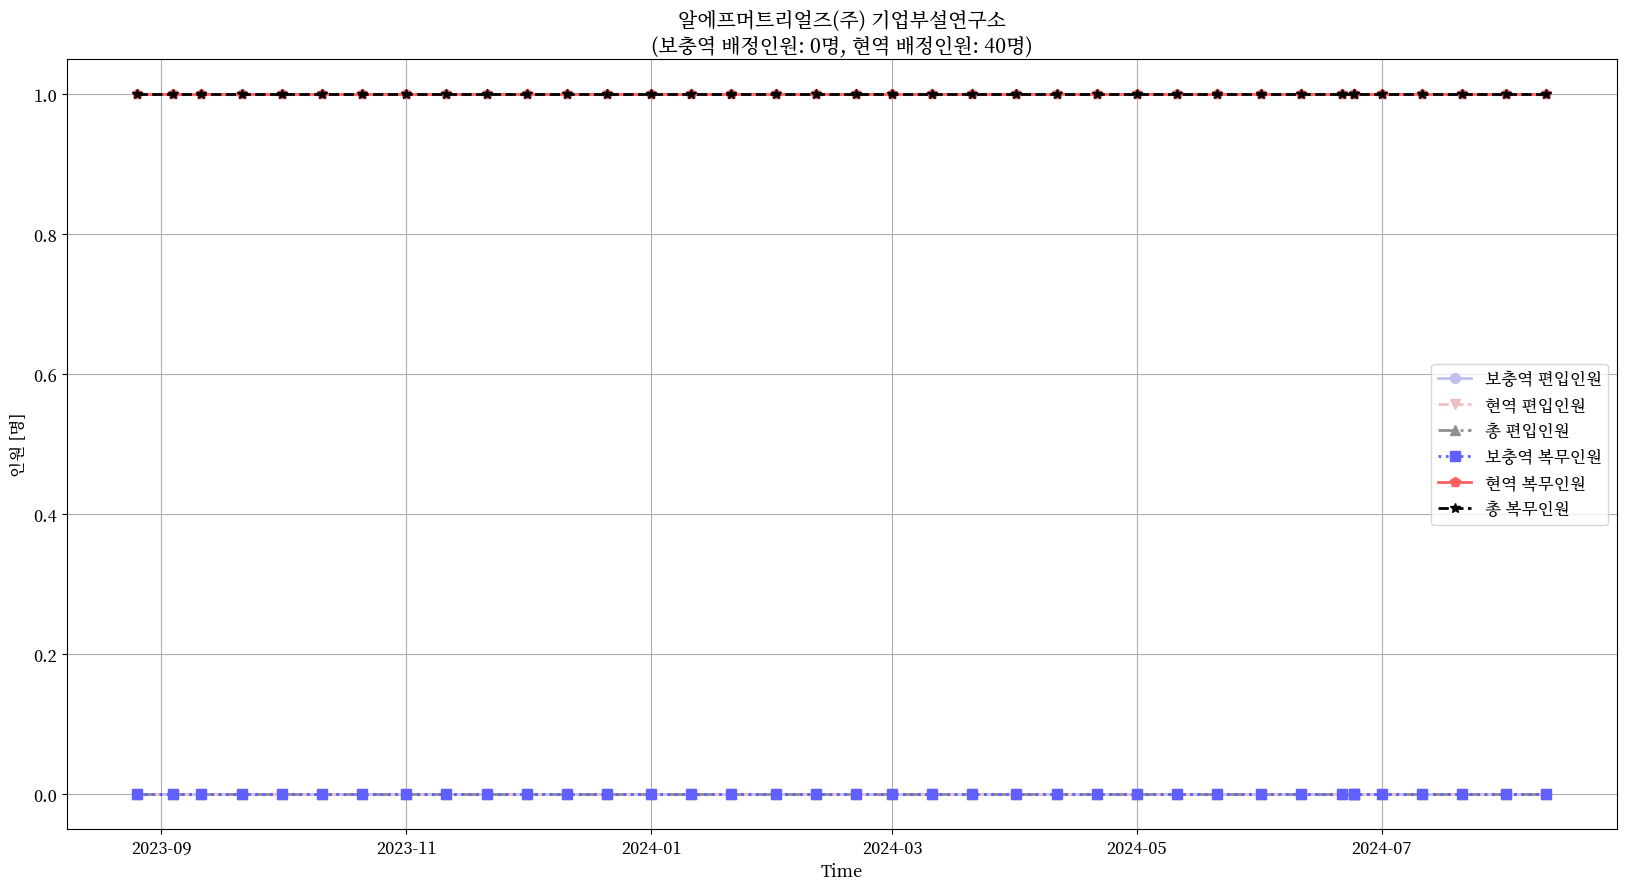 알에프머트리얼즈(주) 기업부설연구소
(보충역 배정인원: 0명, 현역 배정인원: 40명)
인원 [명]
1.0
0.8
0.6
0.4
0.2
0.0
보충역 편입인원
현역 편입인원
총 편입인원
보충역 복무인원
현역 복무인원
총 복무인원
2023-09 2023-11 2024-01 2024-03 2024-05 2024-07
Time